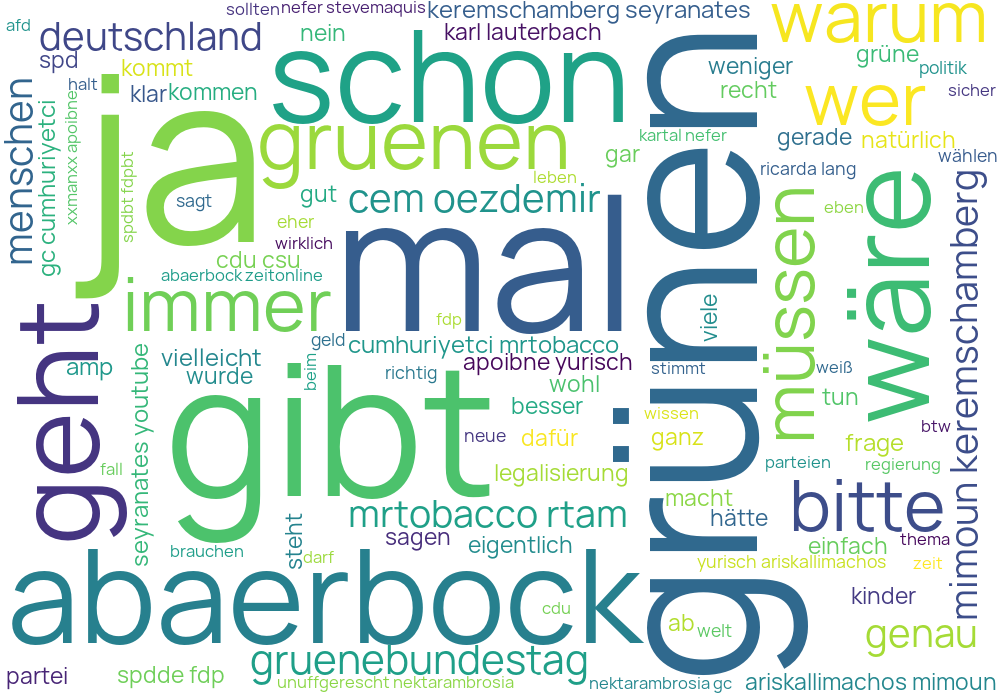 sollten
nefer stevemaquis
keremschamberg seyranates
warum
afd
deutschland
nein
karl lauterbach
grüne
spd
kommt
schon
weniger
politik
halt
klar
kommen
recht
wer
sicher
menschen
gc cumhuriyetci
xxmanxx apoibne
ja
gruenen
kartal nefer
gerade
natürlich
spdbt fdpbt
gar
wählen
leben
ricarda lang
sagt
gut
cem oezdemir
mal
grünen
müssen
eben
wäre
mimoun keremschamberg
eher
wirklich
cdu csu
abaerbock zeitonline
immer
fdp
viele
geht
geld
cumhuriyetci mrtobacco
amp
vielleicht
wurde
beim
apoibne yurisch
richtig
stimmt
weiß
seyranates youtube
gibt
wohl
besser
tun
wissen
btw
neue
dafür
ganz
frage
fall
legalisierung
parteien
regierung
macht
bitte
mrtobacco rtam
hätte
steht
sagen
eigentlich
einfach
thema
brauchen
darf
yurisch ariskallimachos
zeit
abaerbock
cdu
kinder
ab
welt
genau
gruenebundestag
partei
spdde fdp
unuffgerescht nektarambrosia
nektarambrosia gc
ariskallimachos mimoun